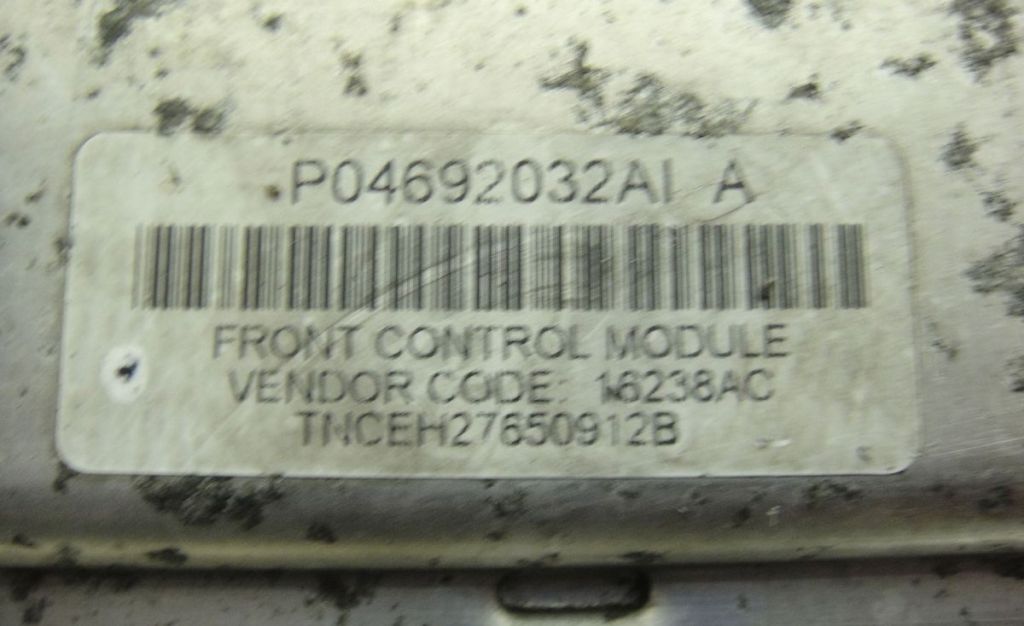 P04692032AI A
FRONT CONTROL MODULE
VENDOR CODE: 16238AC
TNCEH27650912B